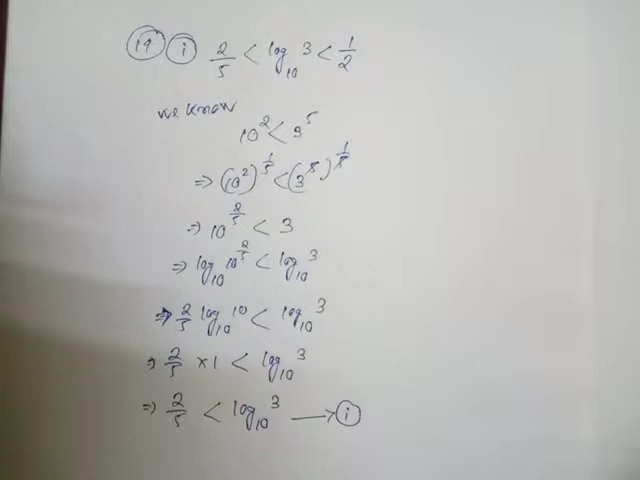 19 i 2/5 < log₁₀ 3 < 1/2
we know
10² < 3⁵
⇒ (10²)^(1/5) < (3⁵)^(1/5)
⇒ 10^(2/5) < 3
⇒ log₁₀ 10^(2/5) < log₁₀ 3
⇒ 2/5 log₁₀ 10 < log₁₀ 3
⇒ 2/5 × 1 < log₁₀ 3
⇒ 2/5 < log₁₀ 3 → i